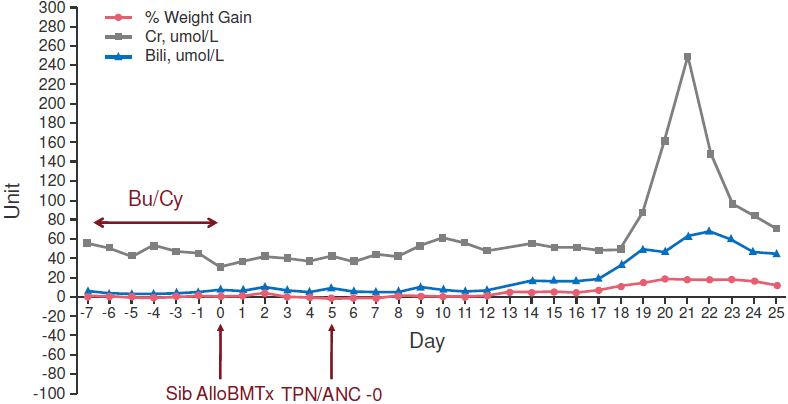 300
280
260
240
220
200
180
160
140
120
100
80
60
40
20
0
-20
-40
-60
-80
-100
Unit
% Weight Gain
Cr, umol/L
Bili, umol/L
Bu/Cy
-7 -6 -5 -4 -3 -1 0 1 2 3 4 5 6 7 8 9 10 11 12 13 14 15 16 17 18 19 20 21 22 23 24 25
Day
Sib AlloBMTx TPN/ANC -0